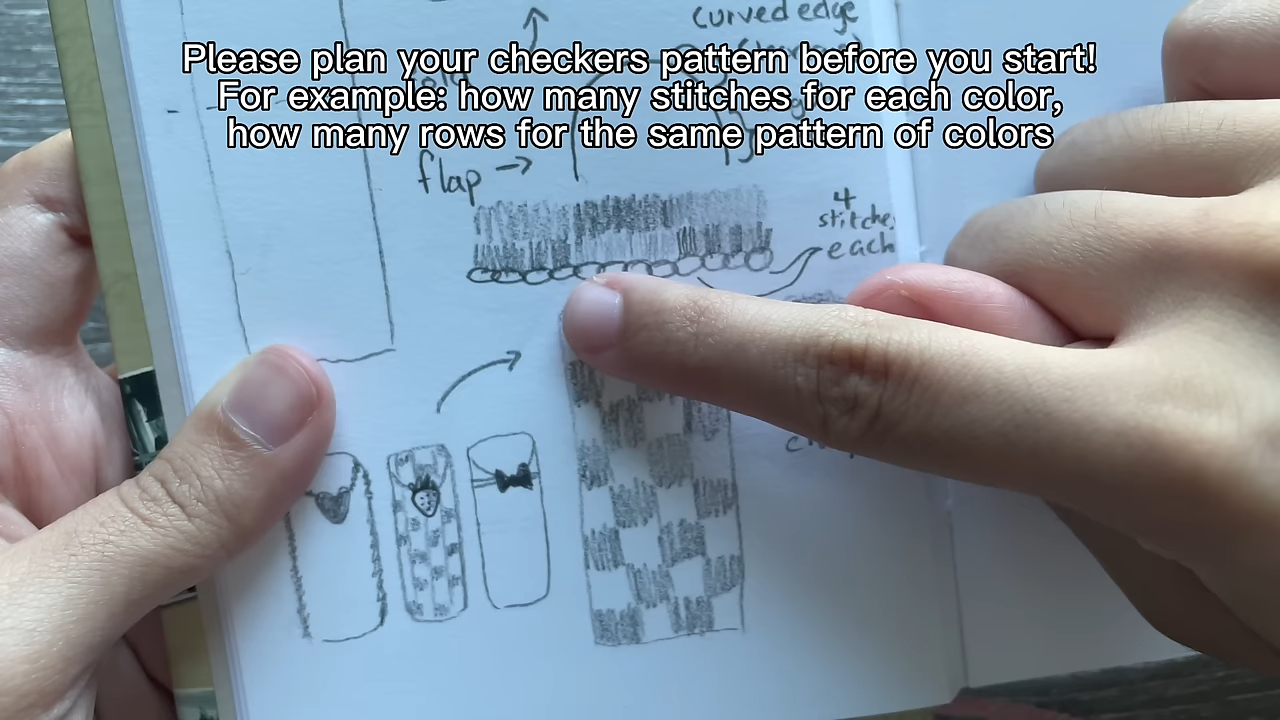 curved edge
Please plan your checkers pattern before you start!
For example: how many stitches for each color,
how many rows for the same pattern of colors
flap
4
stitches
each